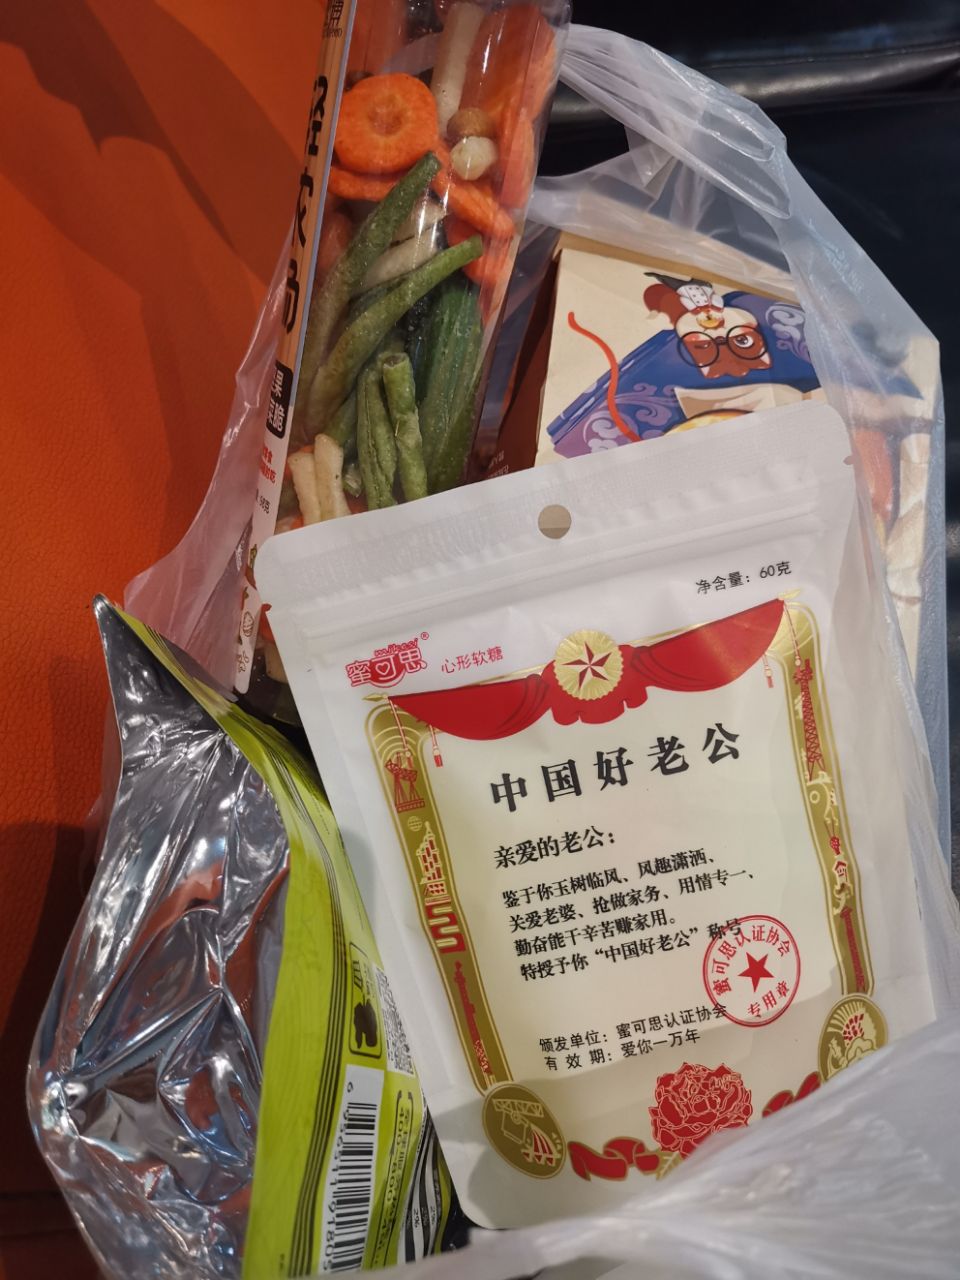 果
蔬脆
净含量：60克
mikesi
蜜可思®
心形软糖
中国好老公
亲爱的老公：
鉴于你玉树临风、风趣潇洒、
关爱老婆、抢做家务、用情专一、
勤奋能干辛苦赚家用。
特授予你“中国好老公”称号
蜜可思认证协会
专用章
颁发单位：蜜可思认证协会
有 效 期：爱你一万年